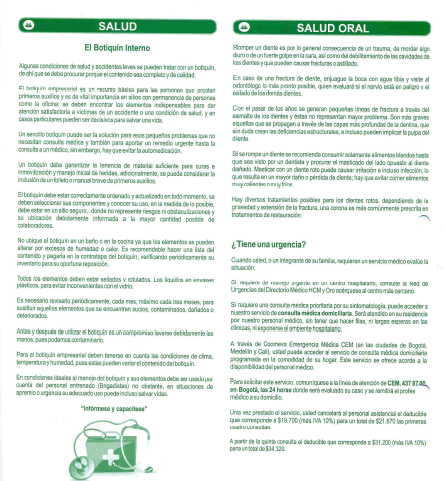 SALUD
El Botiquín Interno
Algunas condiciones de salud y accidentes leves se pueden tratar con un botiquín,
de ahí que se debe procurar porque el contenido sea completo y de calidad.
El botiquín empresarial es un recurso básico para las personas que prestan
primeros auxilios y es de vital importancia en sitios con permanencia de personas
como la oficina; se deben encontrar los elementos indispensables para dar
atención satisfactoria a víctimas de un accidente o una condición de salud, y en
casos particulares pueden ser decisivos para salvar una vida.
Un sencillo botiquín puede ser la solución para esos pequeños problemas que no
necesitan consulta médica y también para aportar un remedio urgente hasta la
consulta a un médico, sin embargo, hay que evitar la automedicación.
Un botiquín debe garantizar la tenencia de material suficiente para curas e
inmovilización y manejo inicial de heridas, adicionalmente, se puede considerar la
inclusión de un folleto o manual breve de primeros auxilios.
El botiquín debe estar correctamente ordenado y actualizado en todo momento, se
deben seleccionar sus componentes y conocer su uso, en la medida de lo posible,
debe estar en un sitio seguro, donde no represente riesgos ni obstaculizaciones y
su ubicación debidamente informada a la mayor cantidad posible de
colaboradores.
No ubique el botiquín en un baño o en la cocina ya que los elementos se pueden
alterar por excesos de humedad o calor. Es recomendable hacer una lista del
contenido y pegarla en la contratapa del botiquín, verificando periódicamente su
inventario para su oportuna reposición.
Todos los elementos deben estar sellados y rotulados. Los líquidos en envases
plásticos, para evitar inconvenientes con el vidrio.
Es necesario revisarlo periódicamente, cada mes, máximo cada tres meses, para
sustituir aquellos elementos que se encuentran sucios, contaminados, dañados o
deteriorados.
Antes y después de utilizar el botiquín es un compromiso lavarse debidamente las
manos, pues podemos contaminarlo.
Para el botiquín empresarial deben tenerse en cuenta las condiciones de clima,
temperatura y humedad, pues estas pueden variar el contenido del botiquín.
En condiciones ideales el manejo del botiquín y sus elementos debe ser usado por
cuenta del personal entrenado (Brigadistas) no obstante, en situaciones de
apremio o urgencia su adecuado uso puede incluso salvar vidas.
"Infórmese y capacítese"
SALUD ORAL
Romper un diente es por lo general consecuencia de un trauma, de morder algo
duro o de un fuerte golpe en la cara, así como del debilitamiento de las cavidades de
los dientes y que pueden causar fracturas o astillado.
En caso de una fractura de diente, enjuague la boca con agua tibia y visite al
odontólogo lo más pronto posible, quien evaluará si el nervio está en peligro y el
estado de los demás dientes.
Con el pasar de los años se generan pequeñas líneas de fractura a través del
esmalte de los dientes y éstas no representan mayor problema. Son más graves
aquellas que se propagan a través de las capas más profundas de la dentina, que
sin duda crean las deficiencias estructurales, e incluso pueden implicar la pulpa del
diente.
Si se rompe un diente se recomienda consumir solamente alimentos blandos hasta
que sea visto por un dentista y procurar el masticado del lado opuesto al diente
dañado. Masticar con un diente roto puede causar irritación e incluso infección, lo
que resulta en un mayor daño o pérdida de diente; hay que evitar comer alimentos
muy calientes o muy fríos.
Hay diversos tratamientos posibles para los dientes rotos, dependiendo de la
gravedad y extensión de la fractura, una corona es más comúnmente prescrita en
tratamientos de restauración.
¿Tiene una urgencia?
Cuando usted, o un integrante de su familia, requieran un servicio médico evalúe la
situación:
Si requiere de manejo urgente en un centro hospitalario, consulte la Red de
Urgencias del Directorio Médico HCM y Oro acérquese al centro más cercano.
Si requiere una consulta médica prioritaria por su sintomatología, puede acceder a
nuestro servicio de consulta médica domiciliaria. Será atendido en su residencia
por nuestro personal médico, sin tener que hacer filas, ni largas esperas en las
clínicas, ni exponerse al ambiente hospitalario.
A través de Coomeva Emergencia Médica CEM (en las ciudades de Bogotá,
Medellín y Cali), usted puede acceder al servicio de consulta médica domiciliaria
programada en la comodidad de su hogar. Este servicio se ofrece acorde a la
disponibilidad del personal médico.
Para solicitar este servicio, comuníquese a la línea de atención de CEM, 437 87,00,
en Bogotá, las 24 horas donde será evaluado su caso y se remitirá el profes
médico a su domicilio.
Una vez prestado el servicio, usted cancelará al personal asistencial el deducible
que corresponde a $19.700 (más IVA 10%) para un total de $21.670 las primeras
cuatro consultas.
A partir de la quinta consulta el deducible que corresponde a $31.200 (más IVA 10%)
para un total de $34.320.